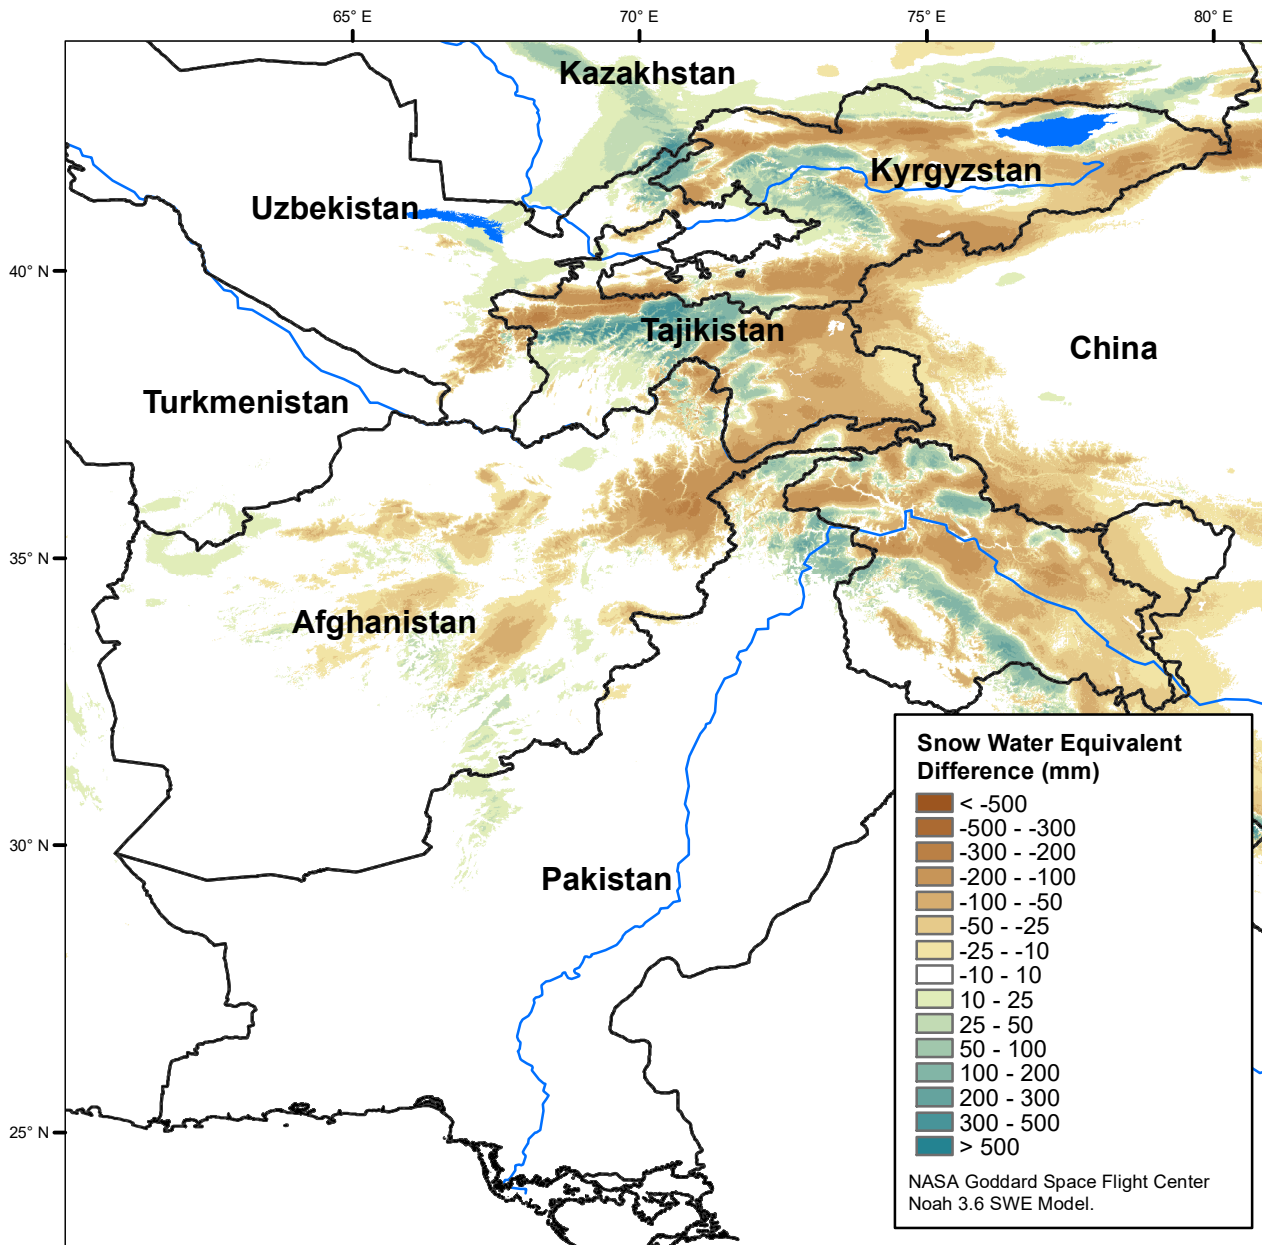 65° E
70° E
75° E
80° E
Kazakhstan
Kyrgyzstan
Uzbekistan
40° N
Tajikistan
China
Turkmenistan
35° N
Afghanistan
30° N
Pakistan
25° N
Snow Water Equivalent
Difference (mm)
< -500
-500 - -300
-300 - -200
-200 - -100
-100 - -50
-50 - -25
-25 - -10
-10 - 10
10 - 25
25 - 50
50 - 100
100 - 200
200 - 300
300 - 500
> 500
NASA Goddard Space Flight Center
Noah 3.6 SWE Model.